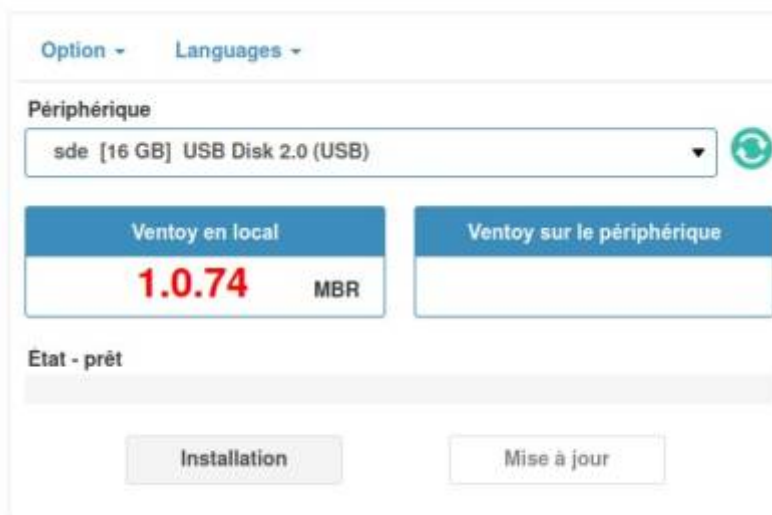 Option Languages
Périphérique
sde [16 GB] USB Disk 2.0 (USB)
Ventoy en local Ventoy sur le périphérique
1.0.74 MBR
État - prêt
Installation Mise à jour